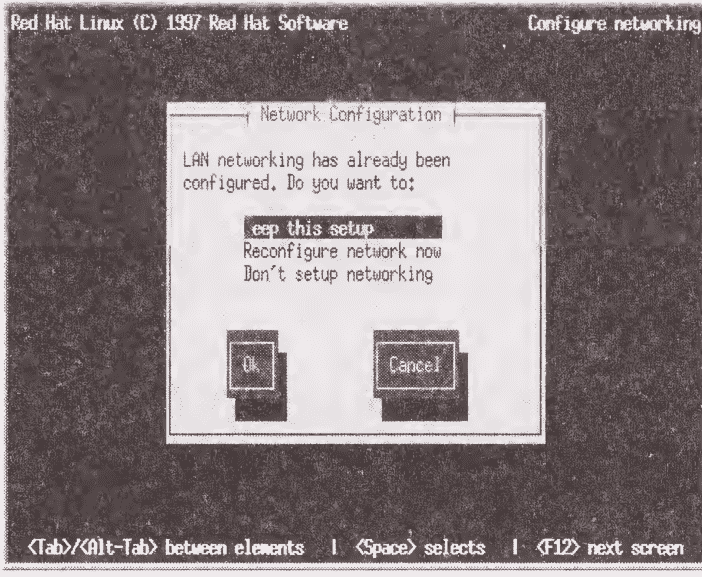 Red Hat Linux (C) 1997 Red Hat Software
Configure networking
Network Configuration
LAN networking has already been
configured. Do you want to:
eep this setup
Reconfigure network now
Don't setup networking
Ok
Cancel
<Tab>/<Alt-Tab> between elements | <Space> selects | <F12> next screen